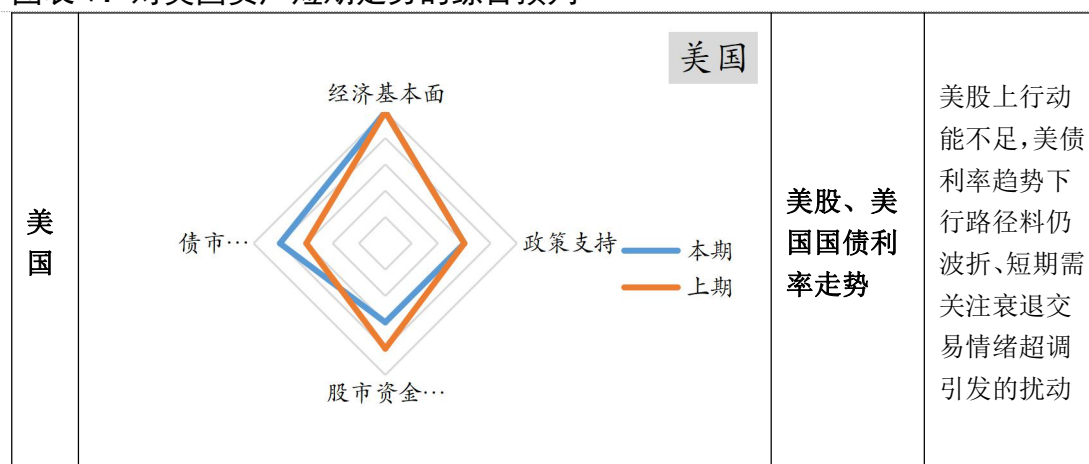 美国
经济基本面
债市…
政策支持
本期
上期
股市资金…
美
国
美股、美
国国债利
率走势
美股上行动
能不足，美债
利率趋势下
行路径料仍
波折、短期需
关注衰退交
易情绪超调
引发的扰动